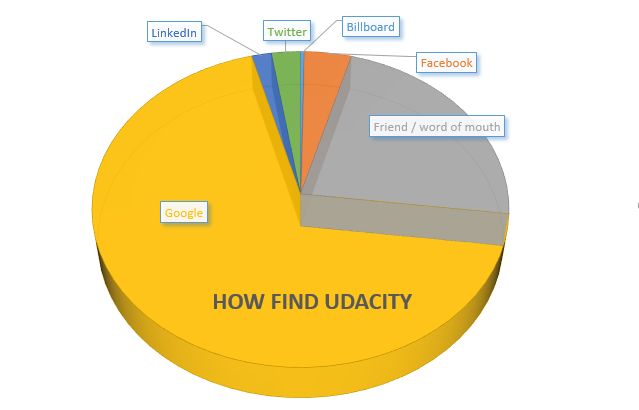 Billboard
LinkedIn
Twitter
Facebook
Friend / word of mouth
Google
HOW FIND UDACITY